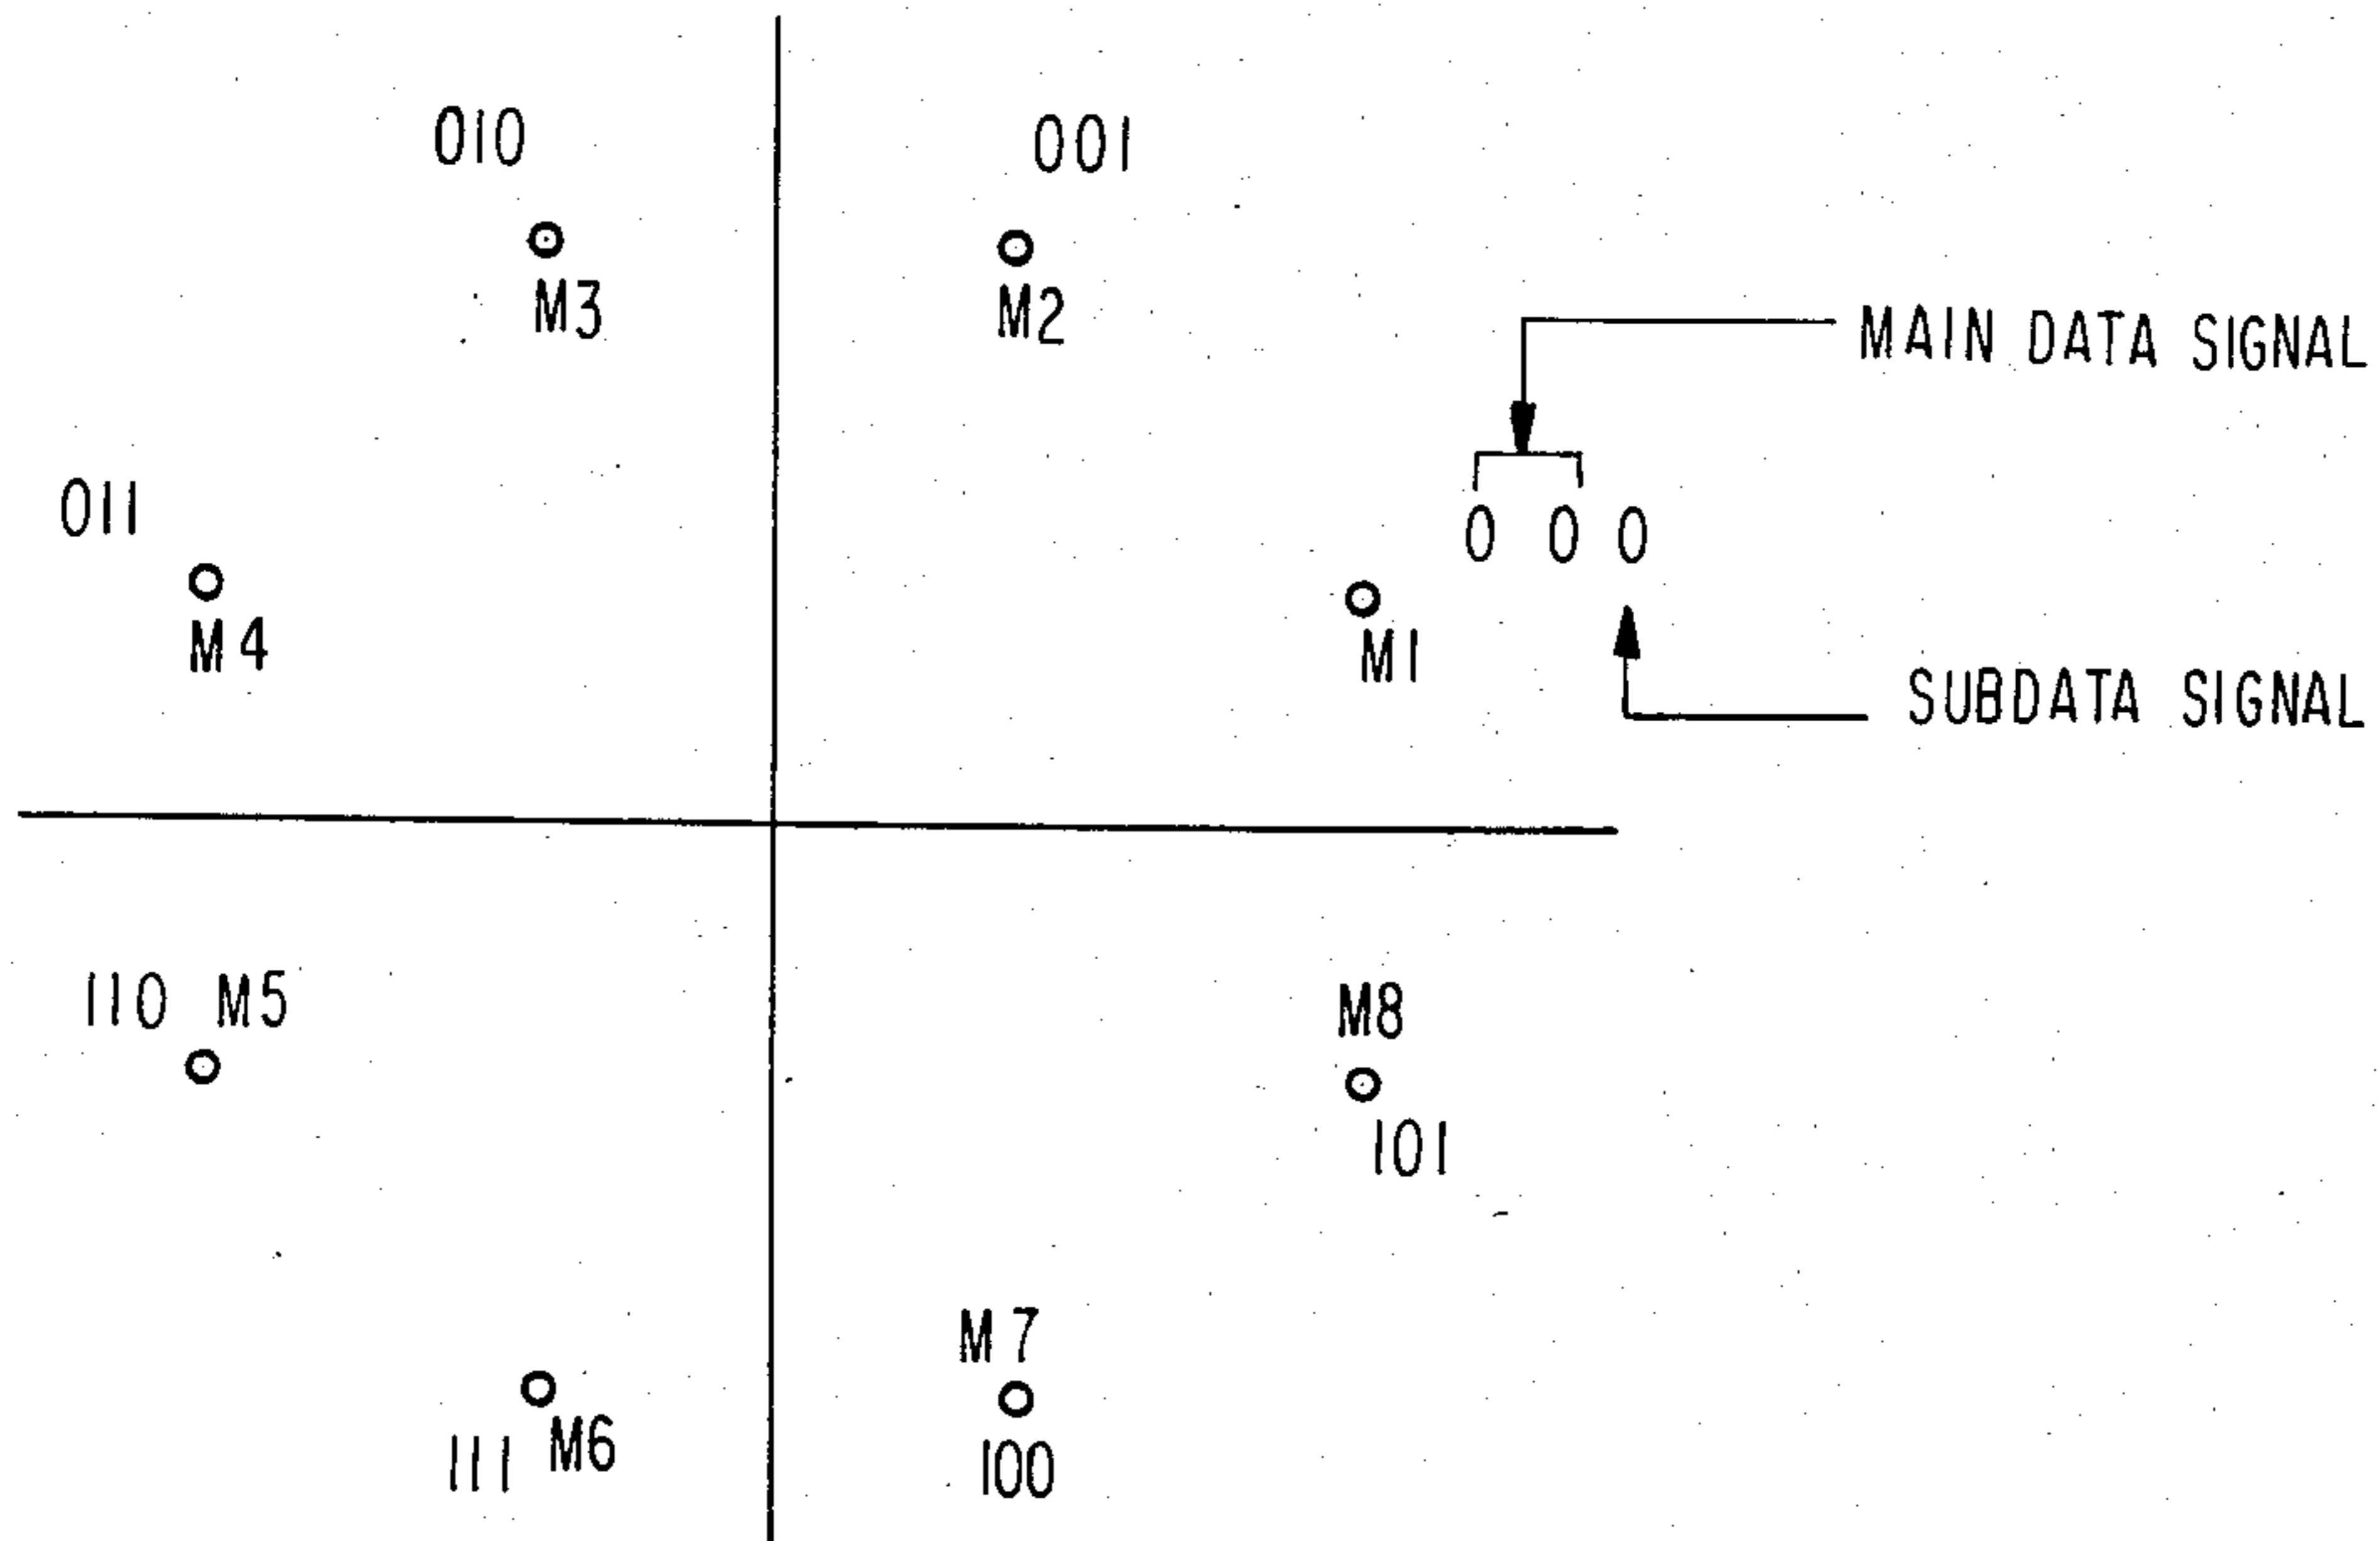 010
001
M3
M2
MAIN DATA SIGNAL
011
0 0 0
M4
M1
SUBDATA SIGNAL
110 M5
M8
101
M7
111 M6
100